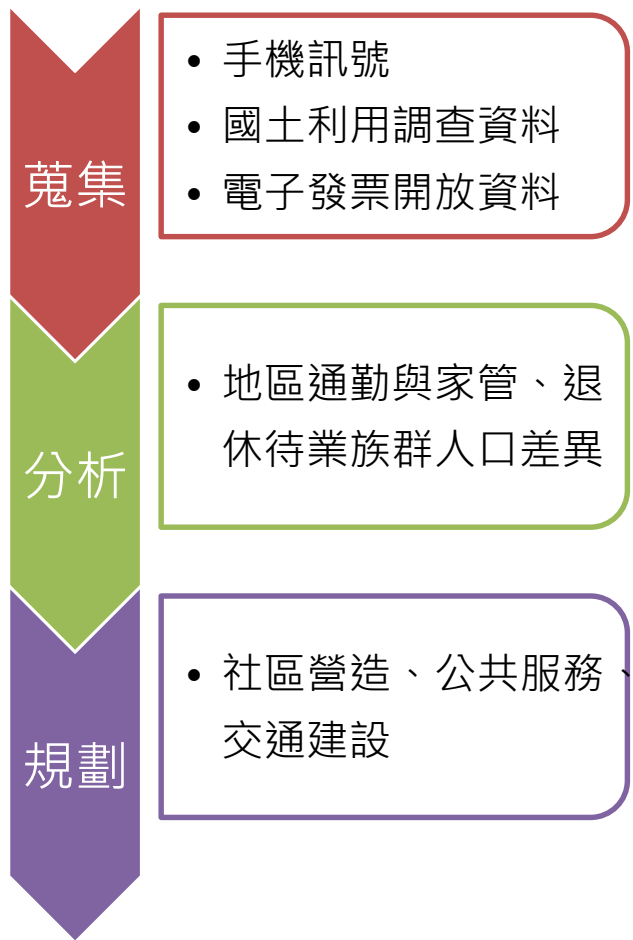 蒐集
• 手機訊號
• 國土利用調查資料
• 電子發票開放資料
分析
• 地區通勤與家管、退
休待業族群人口差異
規劃
• 社區營造、公共服務、
交通建設